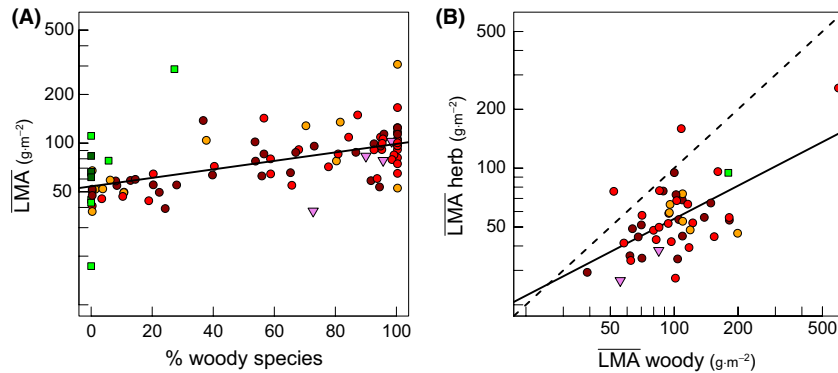 (A)
500
200
100
50
LMA (g·m⁻²)
0 20 40 60 80 100
% woody species
(B)
500
200
100
50
LMA herb (g·m⁻²)
50 100 200 500
LMA woody (g·m⁻²)